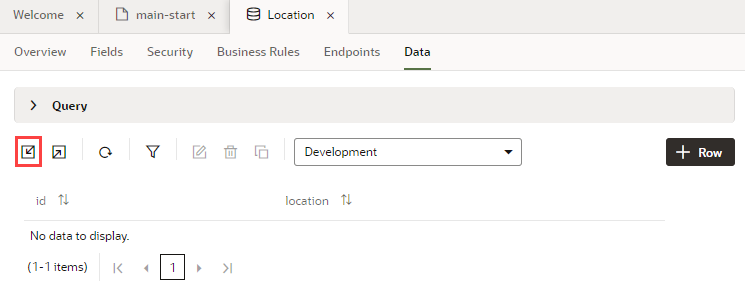 Welcome × main-start × Location ×
Overview Fields Security Business Rules Endpoints Data
Query
Development + Row
id location
No data to display.
(1-1 items) 1